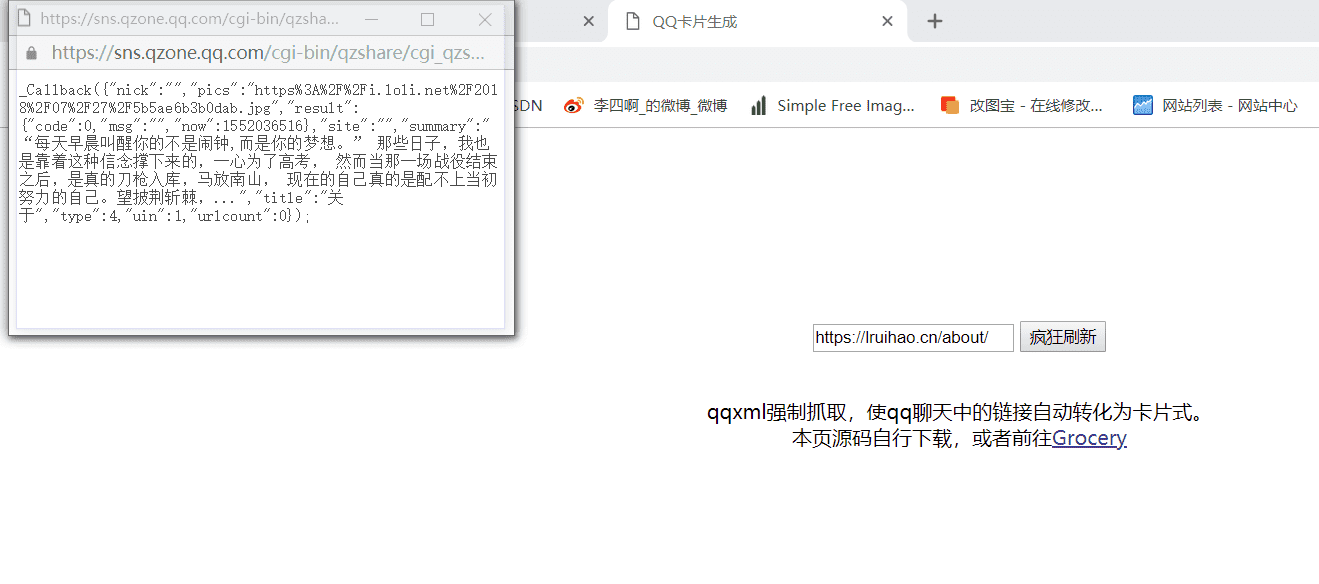 https://sns.qzone.qq.com/cgi-bin/qzsha...
https://sns.qzone.qq.com/cgi-bin/qzshare/cgi_qzs...
_Callback({"nick":"","pics":"https%3A%2F%2Fi.loli.net%2F201
8%2F07%2F27%2F5b5ae6b3b0dab.jpg","result":
{"code":0,"msg":"","now":1552036516},"site":"","summary":"
“每天早晨叫醒你的不是闹钟,而是你的梦想。” 那些日子，我也
是靠着这种信念撑下来的，一心为了高考， 然而当那一场战役结束
之后，是真的刀枪入库，马放南山， 现在的自己真的是配不上当初
努力的自己。望披荆斩棘，...","title":"关
于","type":4,"uin":1,"urlcount":0});
QQ卡片生成
SDN
李四啊_的微博_微博
Simple Free Imag...
改图宝 - 在线修改...
网站列表 - 网站中心
https://lruihao.cn/about/
疯狂刷新
qqxml强制抓取，使qq聊天中的链接自动转化为卡片式。
本页源码自行下载，或者前往Grocery